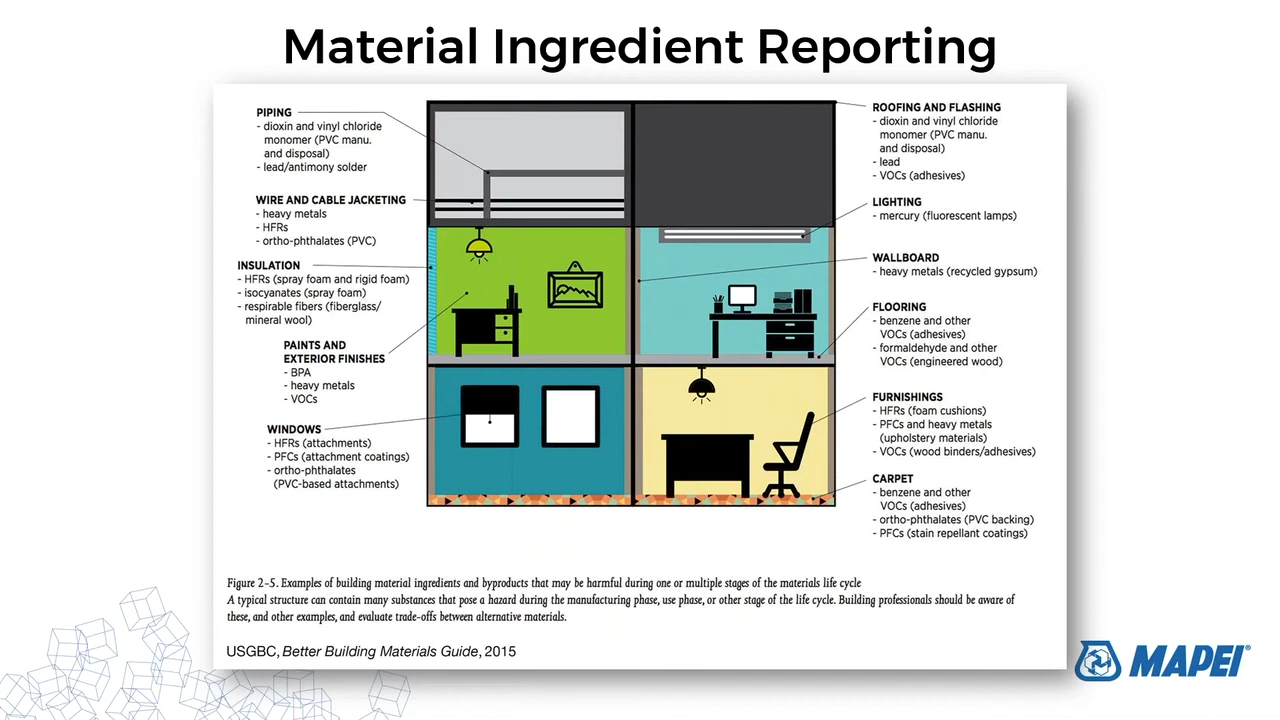 Material Ingredient Reporting
PIPING
- dioxin and vinyl chloride
monomer (PVC manu.
and disposal)
- lead/antimony solder
WIRE AND CABLE JACKETING
- heavy metals
- HFRs
- ortho-phthalates (PVC)
INSULATION
- HFRs (spray foam and rigid foam)
- isocyanates (spray foam)
- respirable fibers (fiberglass/
mineral wool)
PAINTS AND
EXTERIOR FINISHES
- BPA
- heavy metals
- VOCs
WINDOWS
- HFRs (attachments)
- PFCs (attachment coatings)
- ortho-phthalates
(PVC-based attachments)
ROOFING AND FLASHING
- dioxin and vinyl chloride
monomer (PVC manu.
and disposal)
- lead
- VOCs (adhesives)
LIGHTING
- mercury (fluorescent lamps)
WALLBOARD
- heavy metals (recycled gypsum)
FLOORING
- benzene and other
VOCs (adhesives)
- formaldehyde and other
VOCs (engineered wood)
FURNISHINGS
- HFRs (foam cushions)
- PFCs and heavy metals
(upholstery materials)
- VOCs (wood binders/adhesives)
CARPET
- benzene and other
VOCs (adhesives)
- ortho-phthalates (PVC backing)
- PFCs (stain repellant coatings)
Figure 2-5. Examples of building material ingredients and byproducts that may be harmful during one or multiple stages of the materials life cycle
A typical structure can contain many substances that pose a hazard during the manufacturing phase, use phase, or other stage of the life cycle. Building professionals should be aware of
these, and other examples, and evaluate trade-offs between alternative materials.
USGBC, Better Building Materials Guide, 2015
MAPEI®